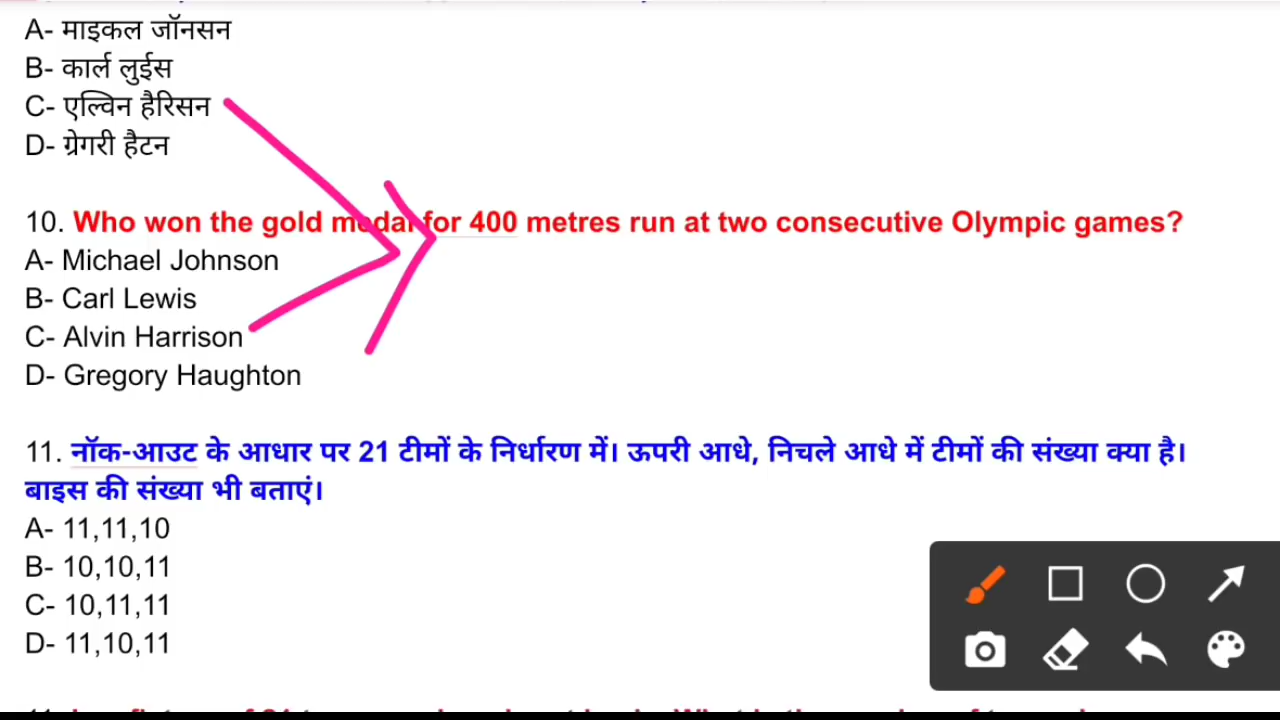 A- माइकल जॉनसन
B- कार्ल लुईस
C- एल्विन हैरिसन
D- ग्रेगरी हैटन
10. Who won the gold medal for 400 metres run at two consecutive Olympic games?
A- Michael Johnson
B- Carl Lewis
C- Alvin Harrison
D- Gregory Haughton
11. नॉक-आउट के आधार पर 21 टीमों के निर्धारण में। ऊपरी आधे, निचले आधे में टीमों की संख्या क्या है।
बाइस की संख्या भी बताएं।
A- 11,11,10
B- 10,10,11
C- 10,11,11
D- 11,10,11